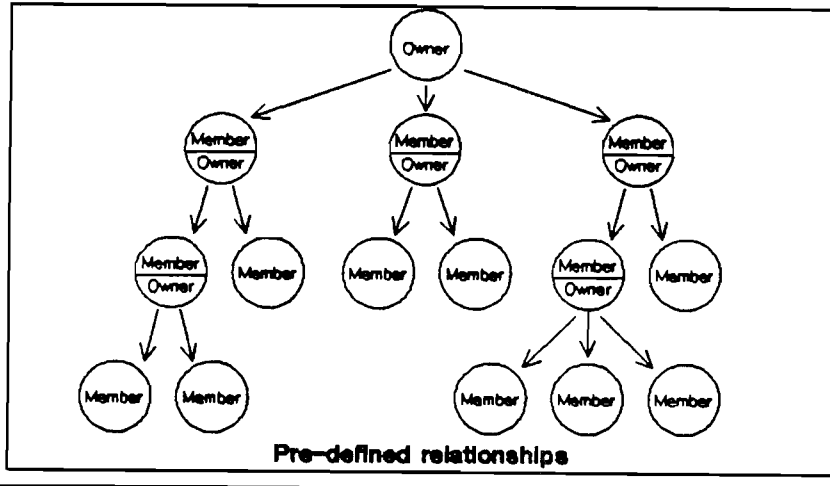 Owner
Member Member Member
Owner Owner Owner
Member Member Member Member Member Member
Owner Owner
Member Member Member Member Member
Pre-defined relationships